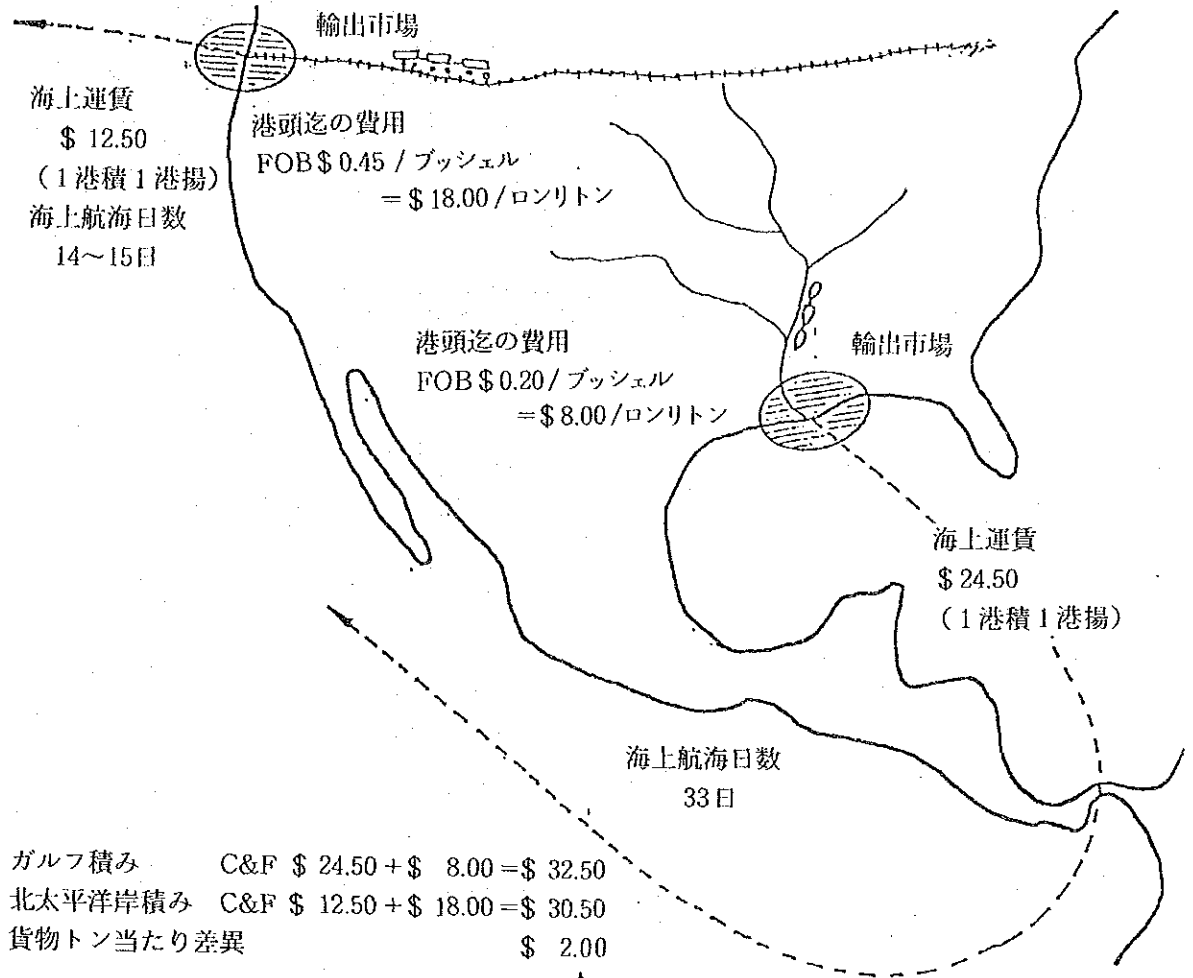 輸出市場
海上運賃
$ 12.50
(1港積1港揚)
海上航海日数
14~15日
港頭迄の費用
FOB $ 0.45 / ブッシェル
= $ 18.00 / ロンリトン
港頭迄の費用
FOB $ 0.20 / ブッシェル
= $ 8.00 / ロンリトン
輸出市場
海上運賃
$ 24.50
(1港積1港揚)
海上航海日数
33日
ガルフ積み C&F $ 24.50 + $ 8.00 = $ 32.50
北太平洋岸積み C&F $ 12.50 + $ 18.00 = $ 30.50
貨物トン当たり差異 $ 2.00